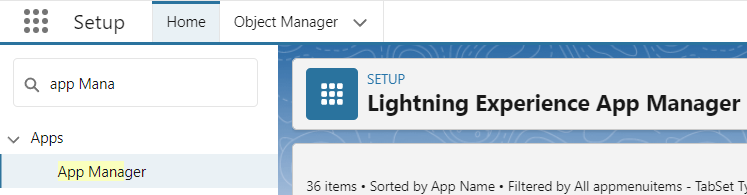 Setup Home Object Manager
app Mana
Apps
App Manager
SETUP
Lightning Experience App Manager
36 items • Sorted by App Name • Filtered by All appmenuitems - TabSet Ty